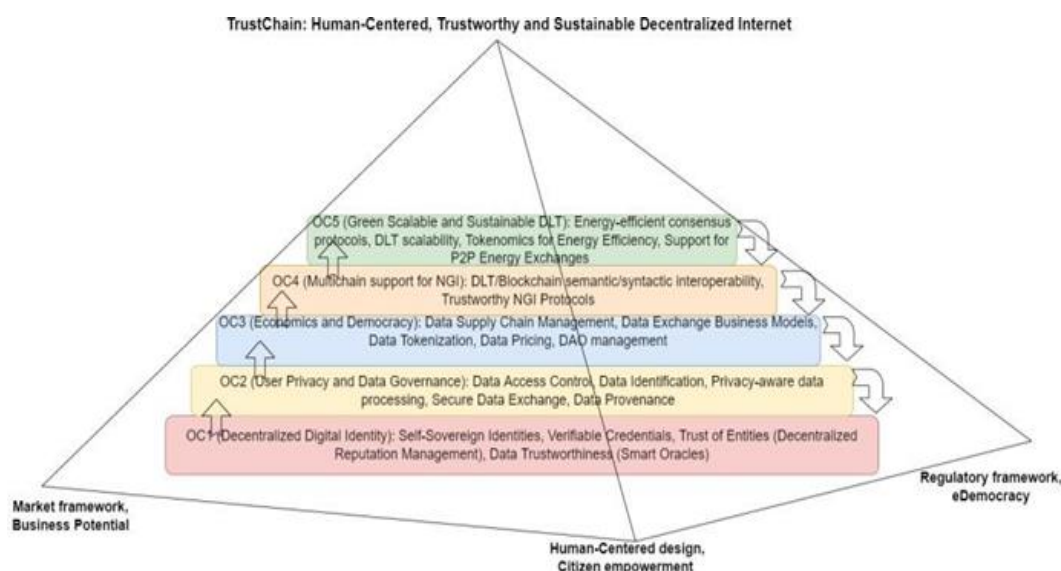 TrustChain: Human-Centered, Trustworthy and Sustainable Decentralized Internet
OC5 (Green Scalable and Sustainable DLT): Energy-efficient consensus
protocols, DLT scalability, Tokenomics for Energy Efficiency, Support for
P2P Energy Exchanges
OC4 (Multichain support for NGI): DLT/Blockchain semantic/syntactic interoperability,
Trustworthy NGI Protocols
OC3 (Economics and Democracy): Data Supply Chain Management, Data Exchange Business Models,
Data Tokenization, Data Pricing, DAO management
OC2 (User Privacy and Data Governance): Data Access Control, Data Identification, Privacy-aware data
processing, Secure Data Exchange, Data Provenance
OC1 (Decentralized Digital Identity): Self-Sovereign Identities, Verifiable Credentials, Trust of Entities (Decentralized
Reputation Management), Data Trustworthiness (Smart Oracles)
Market framework,
Business Potential
Human-Centered design,
Citizen empowerment
Regulatory framework,
eDemocracy